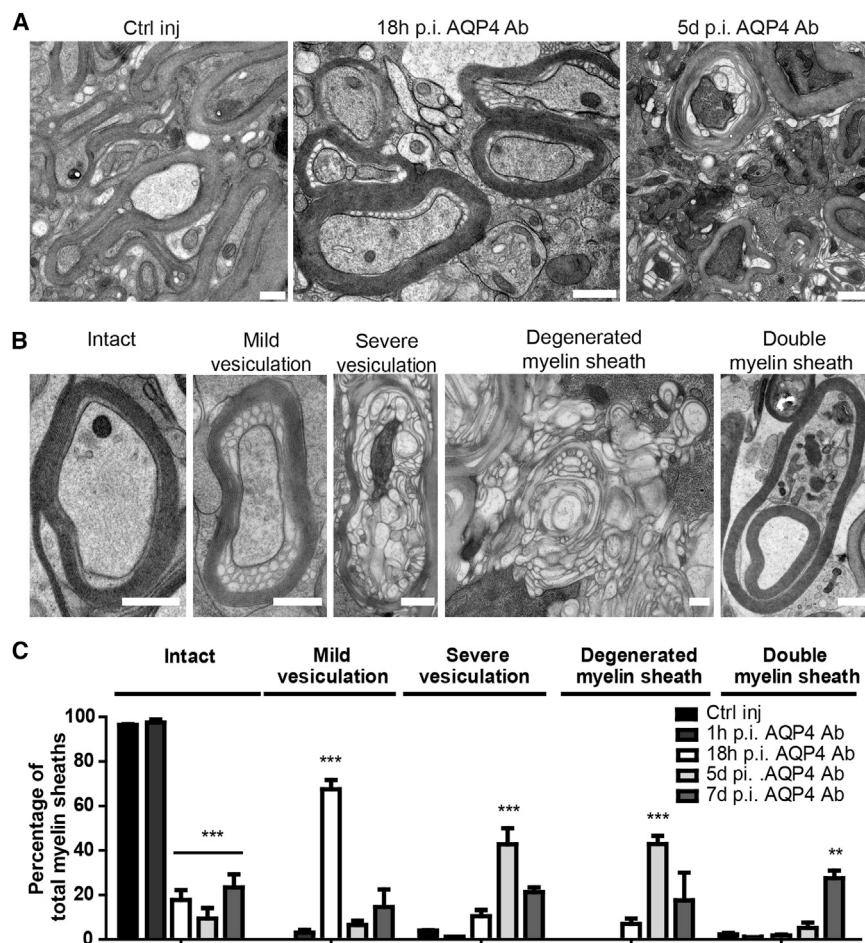 A
Ctrl inj
18h p.i. AQP4 Ab
5d p.i. AQP4 Ab
B
Intact
Mild
vesiculation
Severe
vesiculation
Degenerated
myelin sheath
Double
myelin sheath
C
Intact
Mild
vesiculation
Severe
vesiculation
Degenerated
myelin sheath
Double
myelin sheath
Percentage of
total myelin sheaths
100
80
60
40
20
0
***
***
***
***
**
Ctrl inj
1h p.i. AQP4 Ab
18h p.i. AQP4 Ab
5d pi. .AQP4 Ab
7d p.i. AQP4 Ab